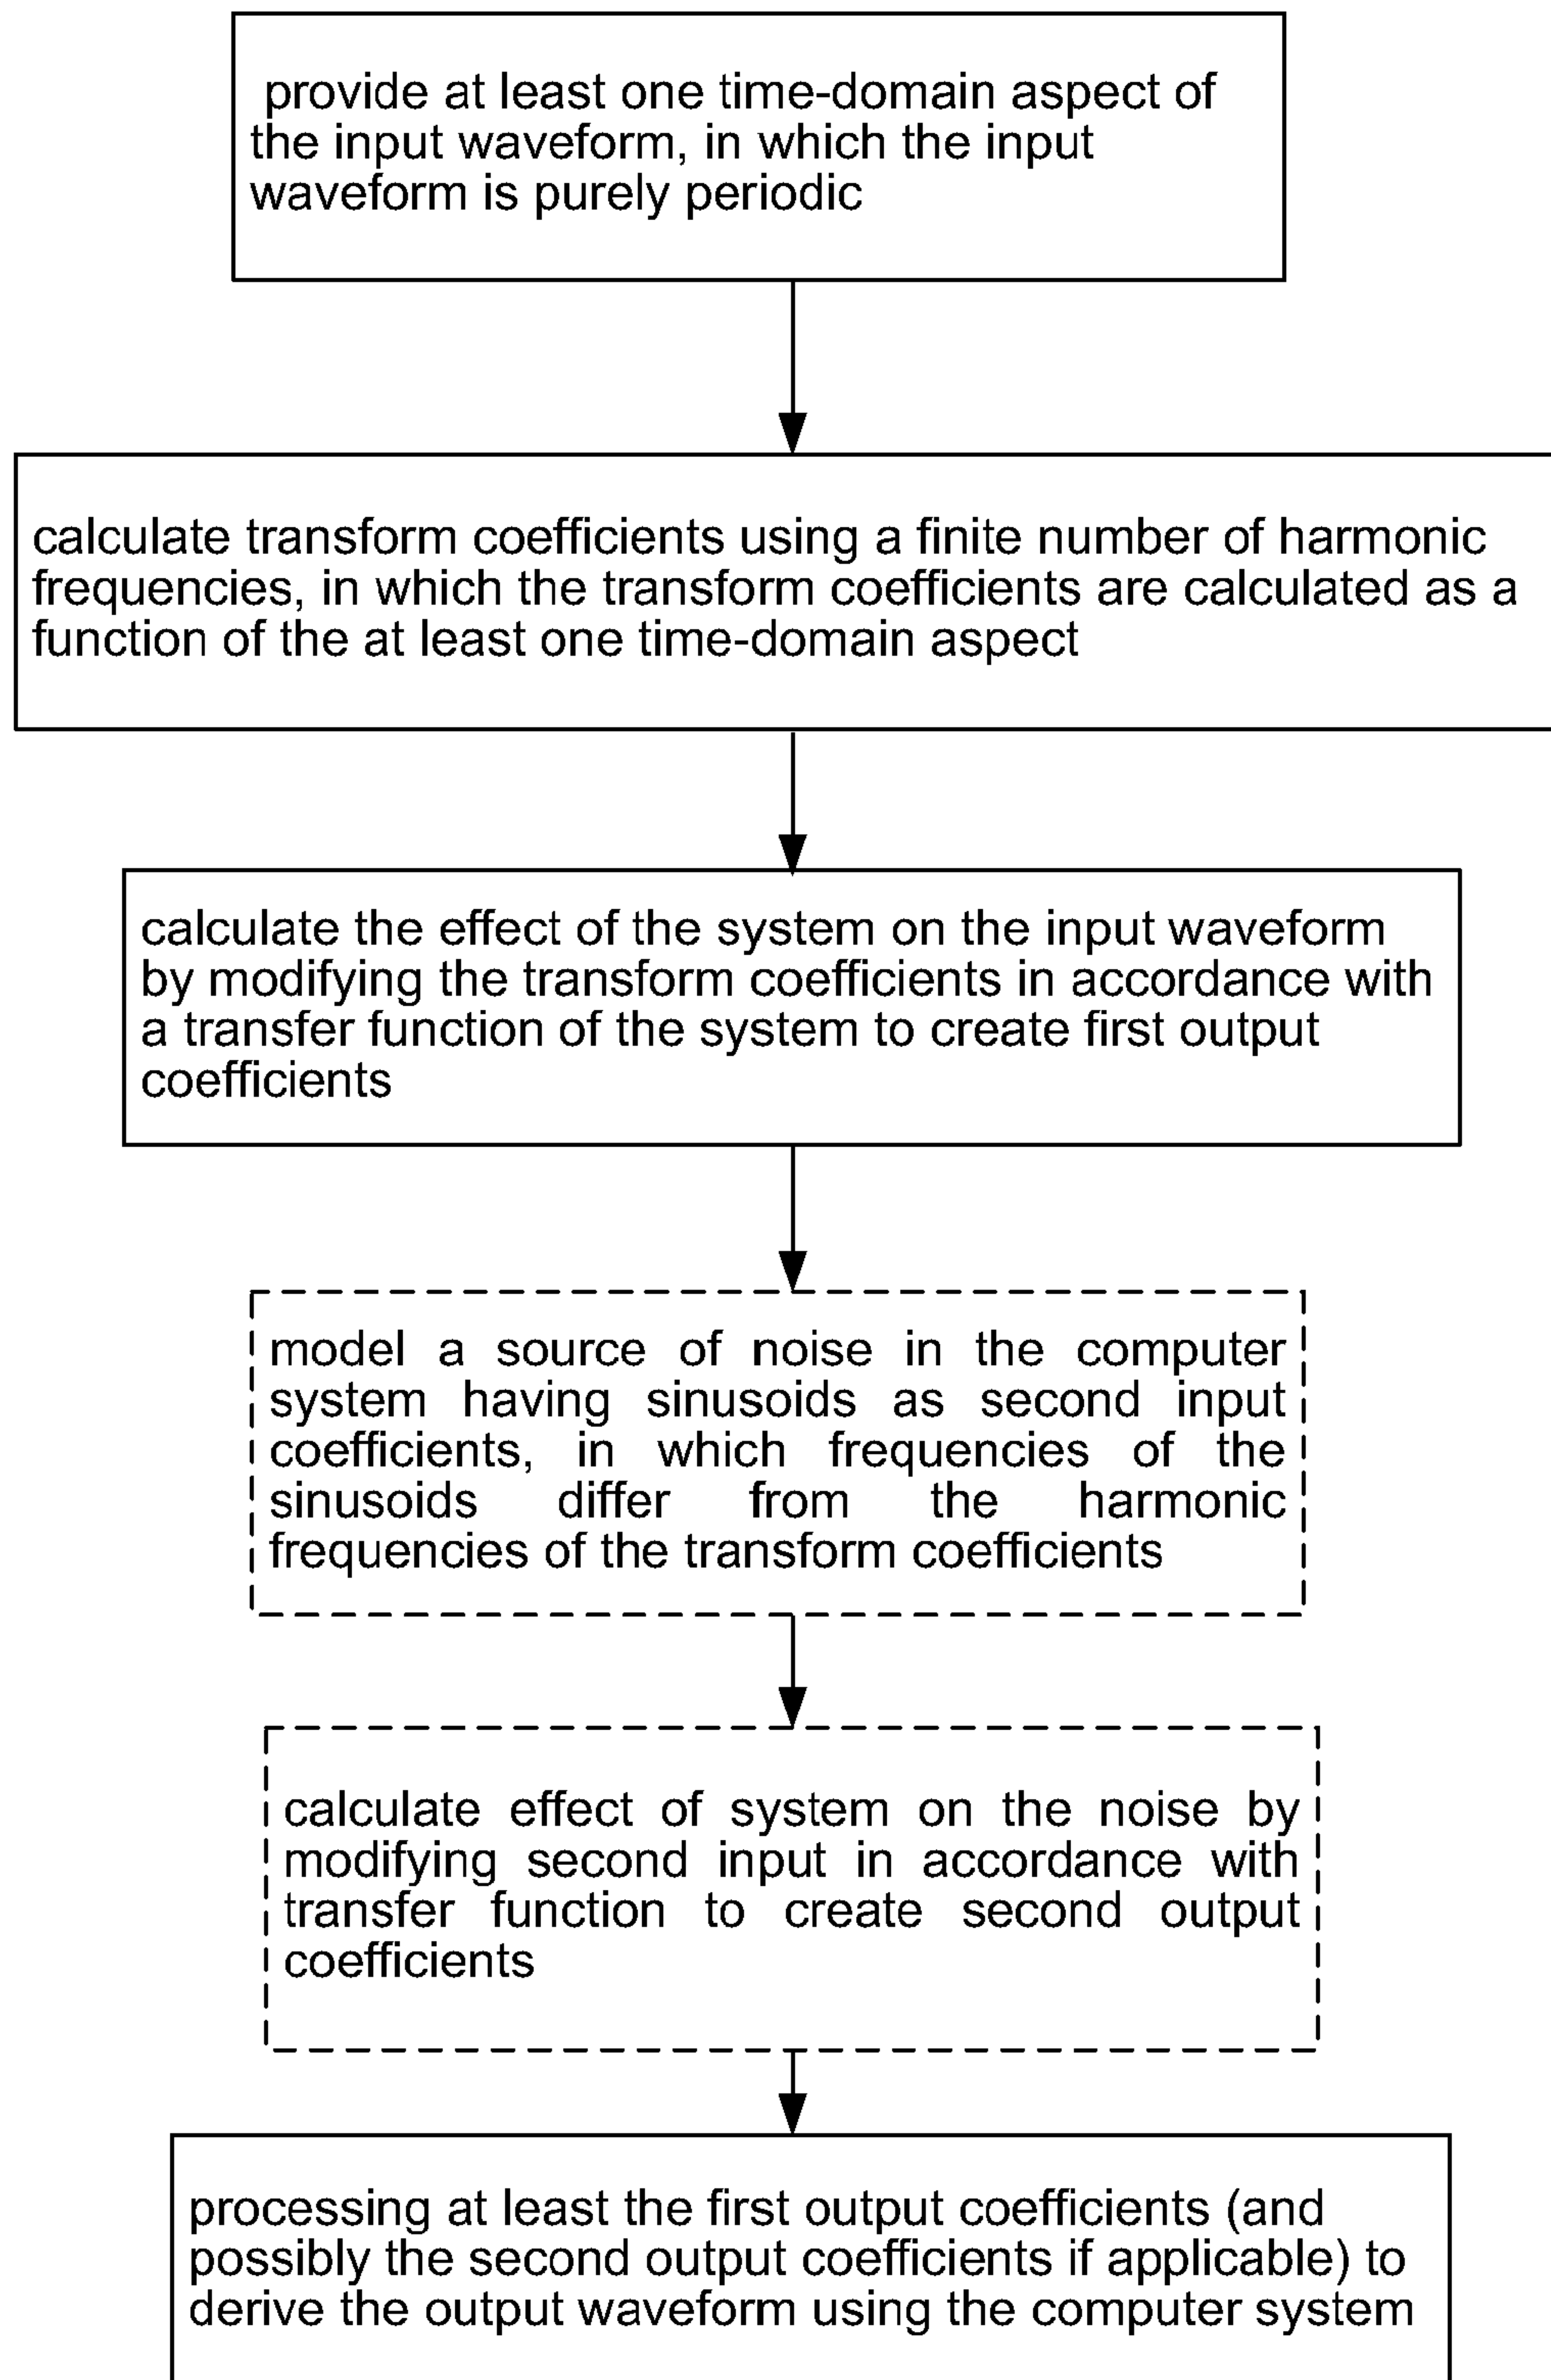 provide at least one time-domain aspect of
the input waveform, in which the input
waveform is purely periodic
calculate transform coefficients using a finite number of harmonic
frequencies, in which the transform coefficients are calculated as a
function of the at least one time-domain aspect
calculate the effect of the system on the input waveform
by modifying the transform coefficients in accordance with
a transfer function of the system to create first output
coefficients
model a source of noise in the computer
system having sinusoids as second input
coefficients, in which frequencies of the
sinusoids differ from the harmonic
frequencies of the transform coefficients
calculate effect of system on the noise by
modifying second input in accordance with
transfer function to create second output
coefficients
processing at least the first output coefficients (and
possibly the second output coefficients if applicable) to
derive the output waveform using the computer system